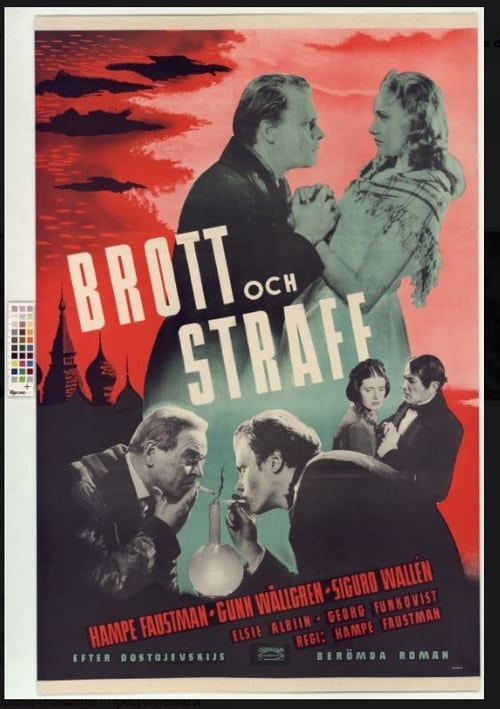 BROTT
OCH
STRAFF
HAMPE FAUSTMAN · GUNN WÅLLGREN · SIGURD WALLÉN
ELSIE ALBIIN · GEORG FUNKQVIST
REGI: HAMPE FAUSTMAN
EFTER DOSTOJEVSKIJS
BERÖMDA ROMAN